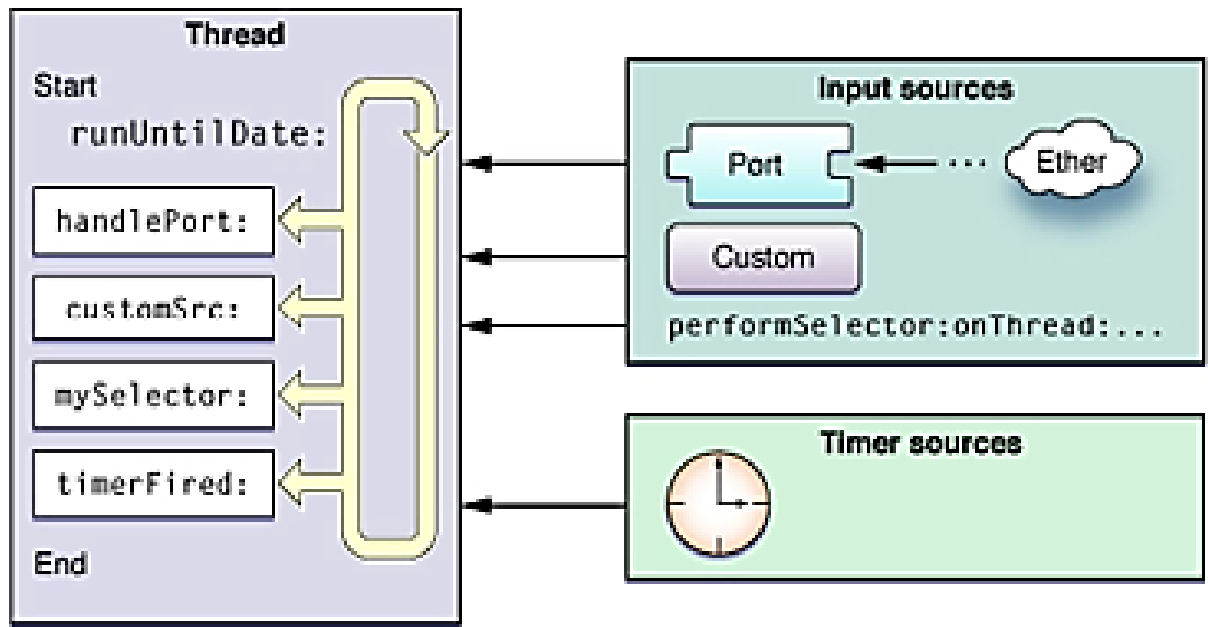 Thread
Start
runUntilDate:
handlePort:
customSrc:
mySelector:
timerFired:
End
Input sources
Port
...
Ether
Custom
performSelector:onThread:...
Timer sources